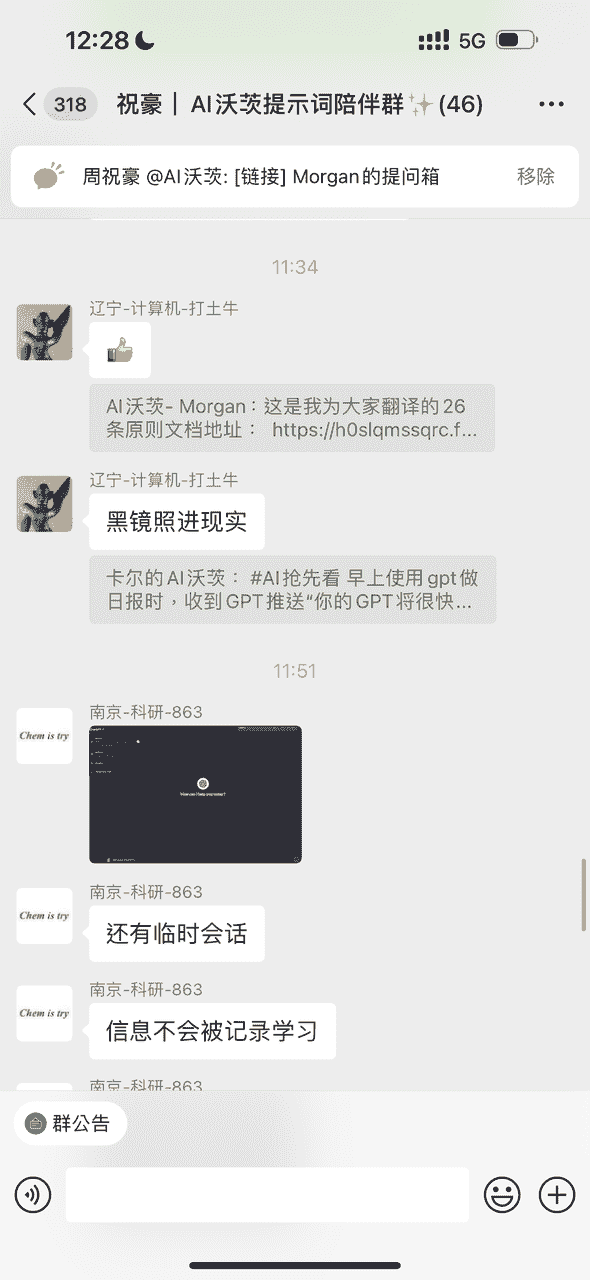 12:28
5G
318 祝豪｜ AI沃茨提示词陪伴群✨(46)
周祝豪 @AI沃茨: [链接] Morgan的提问箱
移除
11:34
辽宁-计算机-打土牛
👍
AI沃茨- Morgan：这是我为大家翻译的26
条原则文档地址： https://h0slqmssqrc.f...
辽宁-计算机-打土牛
黑镜照进现实
卡尔的AI沃茨： #AI抢先看 早上使用gpt做
日报时，收到GPT推送“你的GPT将很快...
11:51
南京-科研-863
Chem is try
How can I help you today?
南京-科研-863
Chem is try
还有临时会话
南京-科研-863
Chem is try
信息不会被记录学习
南京-科研-863
群公告